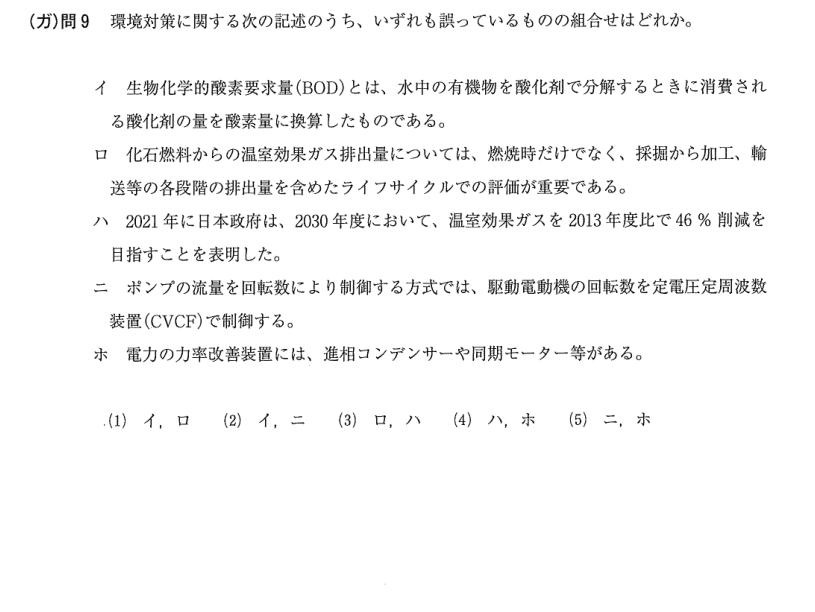 (ガ)問9 環境対策に関する次の記述のうち、いずれも誤っているものの組合せはどれか。
イ 生物化学的酸素要求量(BOD)とは、水中の有機物を酸化剤で分解するときに消費され
る酸化剤の量を酸素量に換算したものである。
ロ 化石燃料からの温室効果ガス排出量については、燃焼時だけでなく、採掘から加工、輸
送等の各段階の排出量を含めたライフサイクルでの評価が重要である。
ハ 2021年に日本政府は、2030年度において、温室効果ガスを2013年度比で46 % 削減を
目指すことを表明した。
ニ ポンプの流量を回転数により制御する方式では、駆動電動機の回転数を定電圧定周波数
装置(CVCF)で制御する。
ホ 電力の力率改善装置には、進相コンデンサーや同期モーター等がある。
(1) イ, ロ (2) イ, ニ (3) ロ, ハ (4) ハ, ホ (5) ニ, ホ